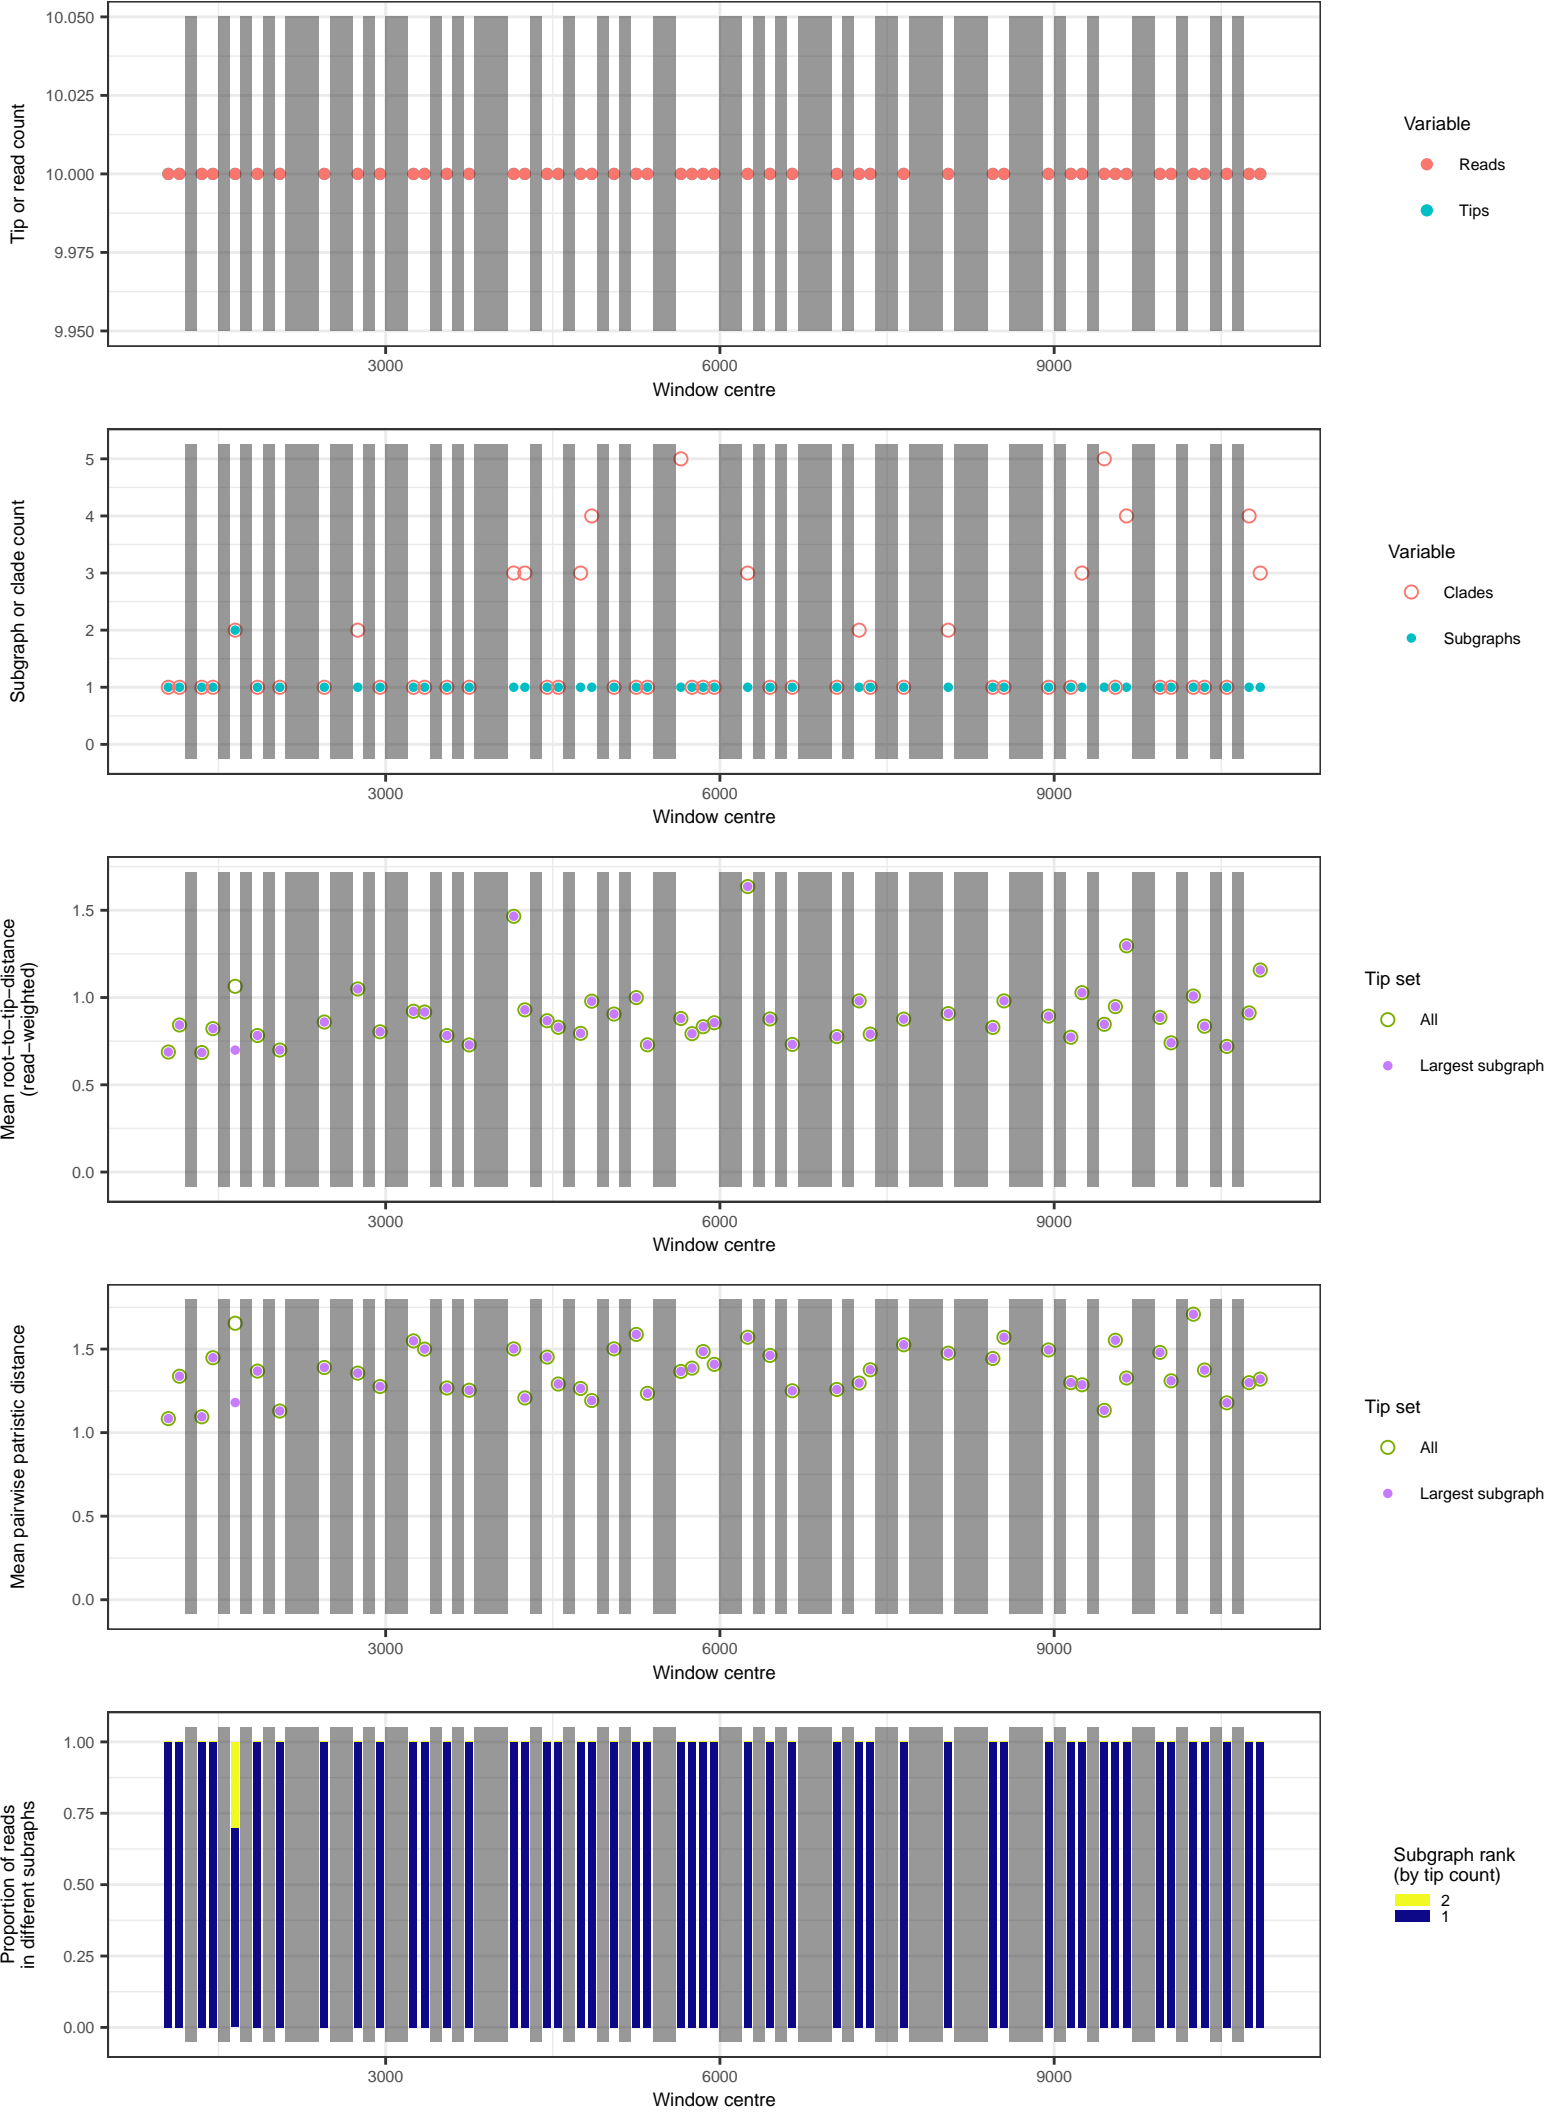 10.050
10.025
10.000
9.975
9.950
Tip or read count
3000
6000
9000
Window centre
Variable
Reads
Tips
5
4
3
2
1
0
Subgraph or clade count
3000
6000
9000
Window centre
Variable
Clades
Subgraphs
1.5
1.0
0.5
0.0
Mean root−to−tip−distance
(read−weighted)
3000
6000
9000
Window centre
Tip set
All
Largest subgraph
1.5
1.0
0.5
0.0
Mean pairwise patristic distance
3000
6000
9000
Window centre
Tip set
All
Largest subgraph
1.00
0.75
0.50
0.25
0.00
Proportion of reads
in different subraphs
3000
6000
9000
Window centre
Subgraph rank
(by tip count)
2
1